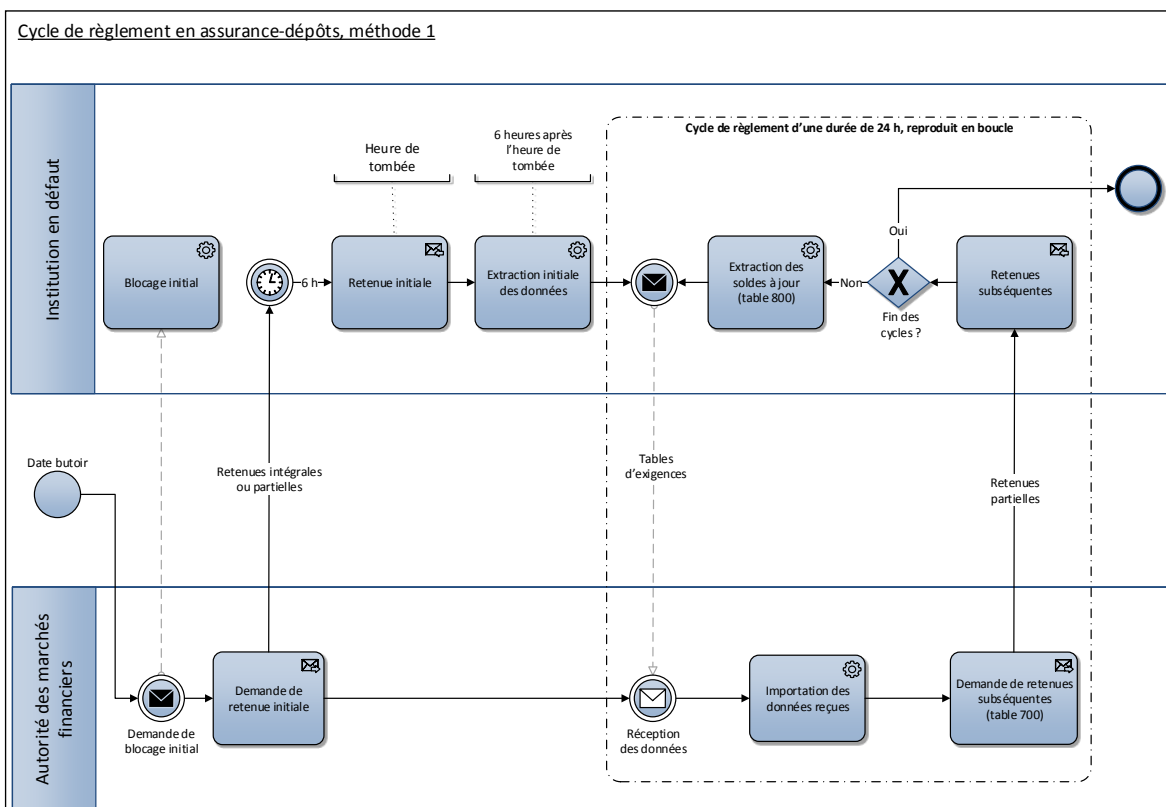 Cycle de règlement en assurance-dépôts, méthode 1
Institution en défaut
Cycle de règlement d'une durée de 24 h, reproduit en boucle
Heure de
tombée
6 heures après
l'heure de
tombée
Blocage initial
6 h
Retenue initiale
Extraction initiale
des données
Extraction des
soldes à jour
(table 800)
Non
Oui
X
Fin des
cycles ?
Retenues
subséquentes
Date butoir
Retenues intégrales
ou partielles
Tables
d'exigences
Retenues
partielles
Autorité des marchés
financiers
Demande de
blocage initial
Demande de
retenue initiale
Réception
des données
Importation des
données reçues
Demande de retenues
subséquentes
(table 700)